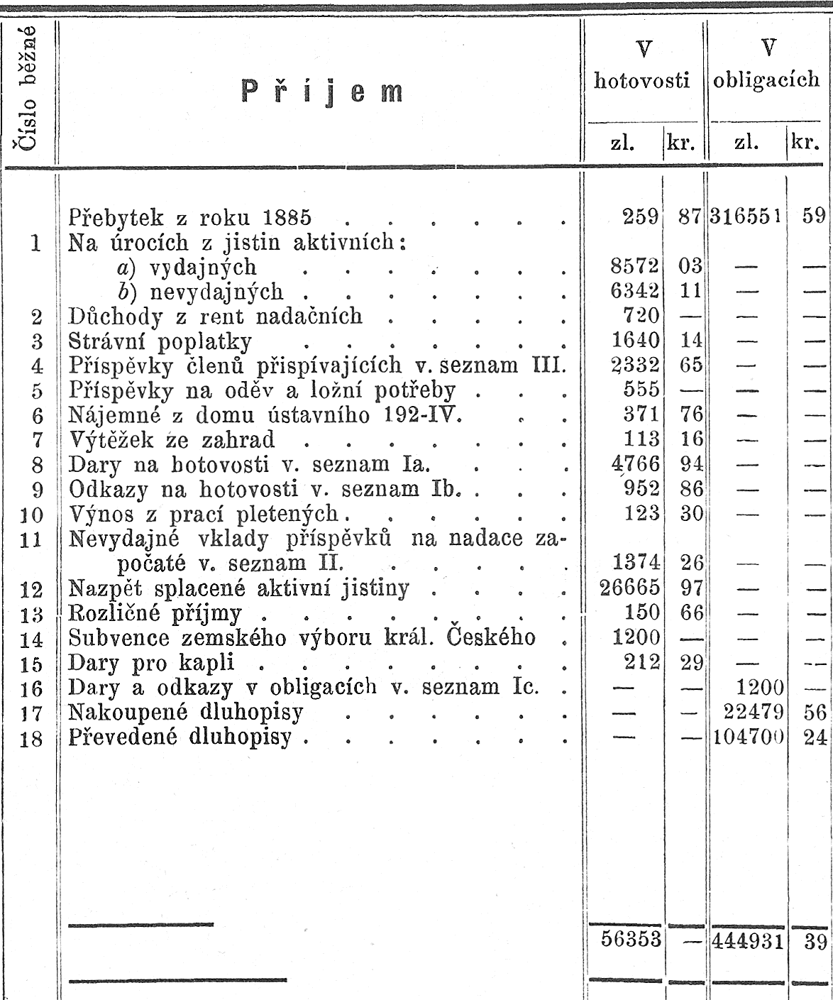 Číslo běžné
Příjem
V hotovosti
V obligacích
zl. kr. zl. kr.
Přebytek z roku 1885 . . . . . . 259 87 316551 59
1 Na úrocích z jistin aktivních:
a) vydajných . . . . . . . 8572 03 — —
b) nevydajných . . . . . . . 6342 11 — —
2 Důchody z rent nadačních . . . . . 720 — — —
3 Strávní poplatky . . . . . . . 1640 14 — —
4 Příspěvky členů přispívajících v. seznam III. 2332 65 — —
5 Příspěvky na oděv a ložní potřeby . . . 555 — — —
6 Nájemné z domu ústavního 192-IV. . . 371 76 — —
7 Výtěžek ze zahrad . . . . . . . 113 16 — —
8 Dary na hotovosti v. seznam Ia. . . . 4766 94 — —
9 Odkazy na hotovosti v. seznam Ib. . . . 952 86 — —
10 Výnos z prací pletených . . . . . . 123 30 — —
11 Nevydajné vklady příspěvků na nadace za-
počaté v. seznam II. . . . . . 1374 26 — —
12 Nazpět splacené aktivní jistiny . . . . 26665 97 — —
13 Rozličné příjmy . . . . . . . . 150 66 — —
14 Subvence zemského výboru král. Českého . 1200 — — —
15 Dary pro kapli . . . . . . . . 212 29 — —
16 Dary a odkazy v obligacích v. seznam Ic. . — — 1200 —
17 Nakoupené dluhopisy . . . . . . — — 22479 56
18 Převedené dluhopisy . . . . . . . — — 104700 24
56353 — 444931 39